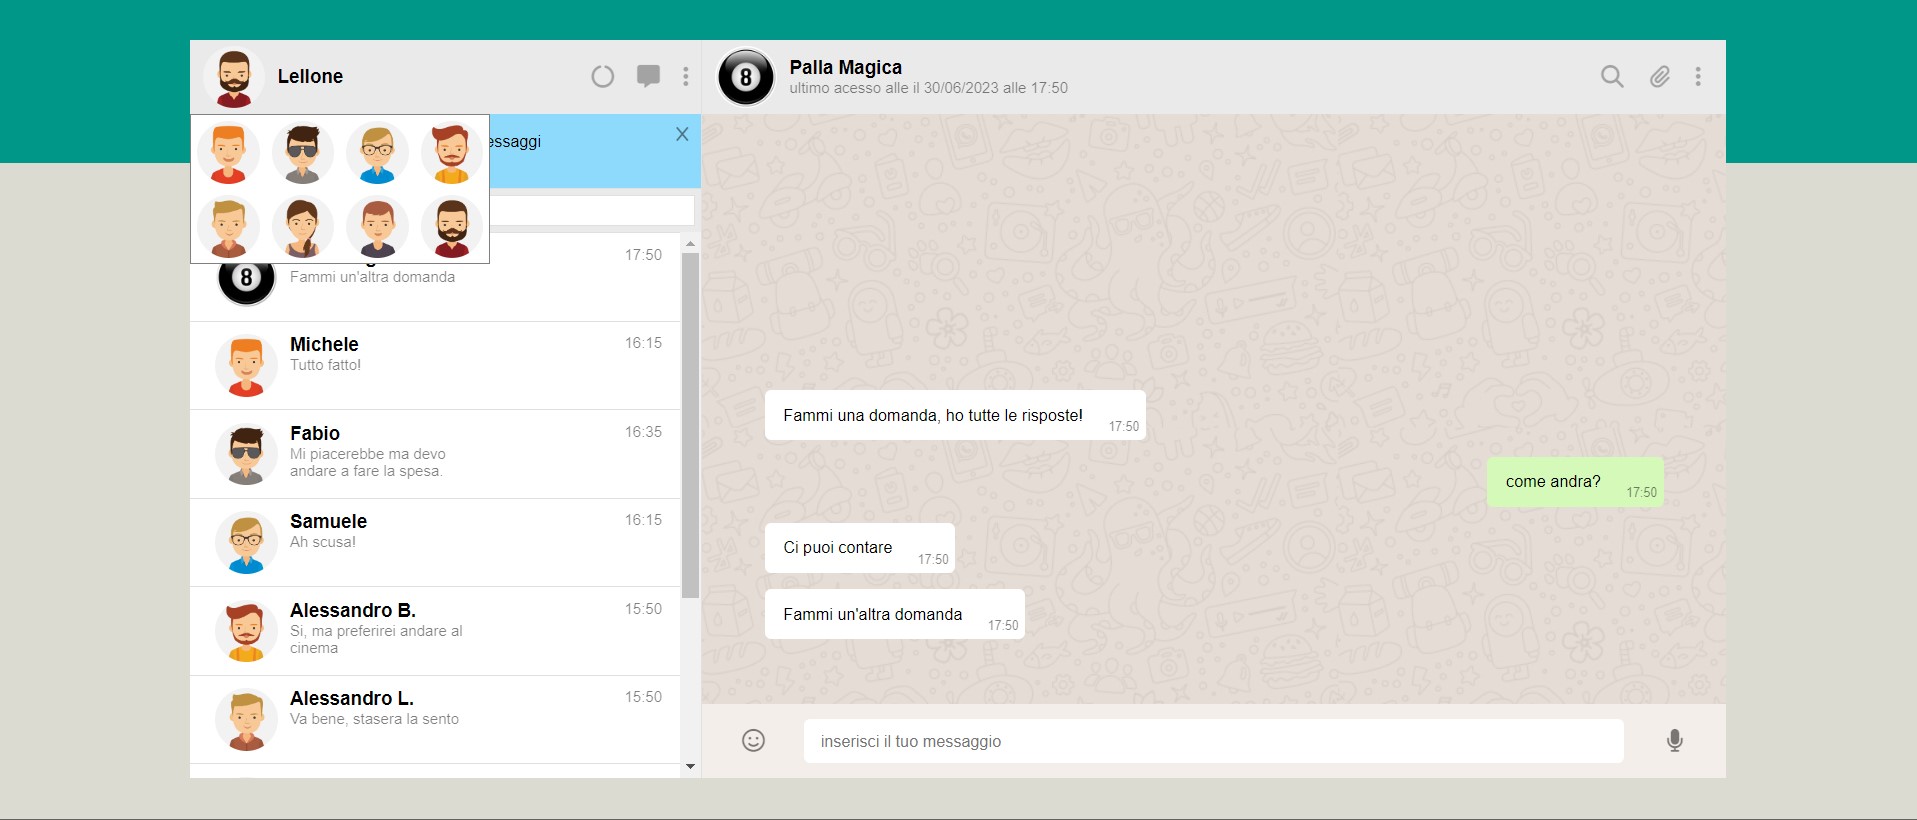 Lellone
essaggi
8
17:50
Fammi un'altra domanda
Michele
16:15
Tutto fatto!
Fabio
16:35
Mi piacerebbe ma devo
andare a fare la spesa.
Samuele
16:15
Ah scusa!
Alessandro B.
15:50
Si, ma preferirei andare al
cinema
Alessandro L.
15:50
Va bene, stasera la sento
8
Palla Magica
ultimo acesso alle il 30/06/2023 alle 17:50
Fammi una domanda, ho tutte le risposte!
17:50
come andra?
17:50
Ci puoi contare
17:50
Fammi un'altra domanda
17:50
inserisci il tuo messaggio